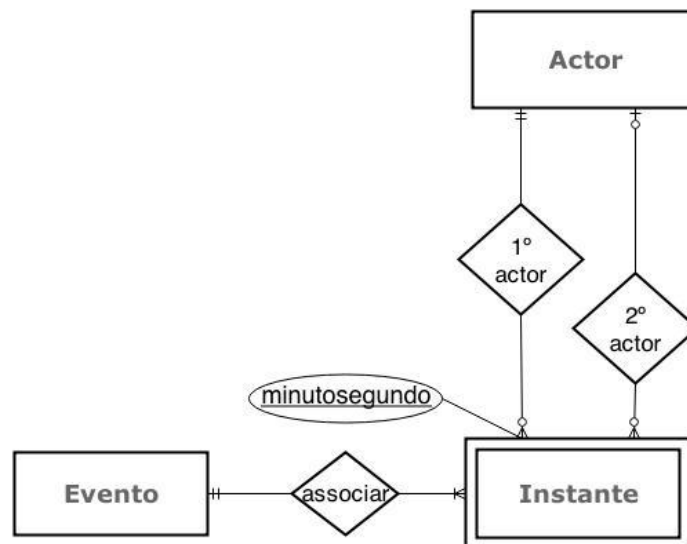 Actor
1º
actor
2º
actor
minutosegundo
Evento
associar
Instante